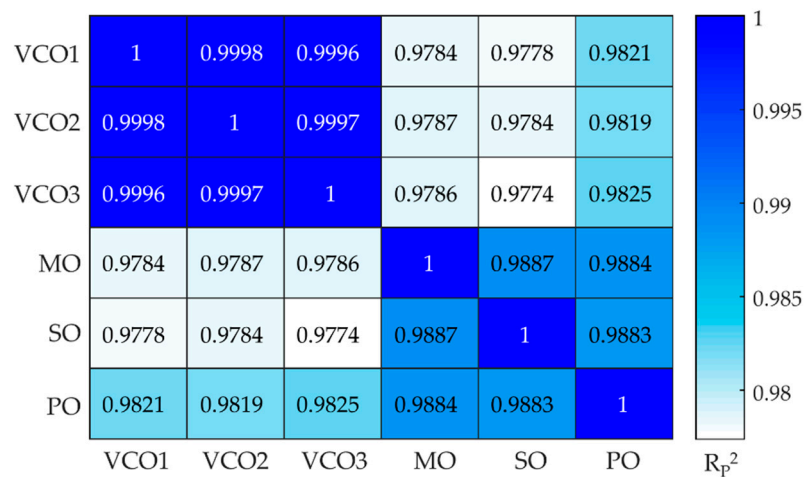 VCO1 1 0.9998 0.9996 0.9784 0.9778 0.9821
VCO2 0.9998 1 0.9997 0.9787 0.9784 0.9819
VCO3 0.9996 0.9997 1 0.9786 0.9774 0.9825
MO 0.9784 0.9787 0.9786 1 0.9887 0.9884
SO 0.9778 0.9784 0.9774 0.9887 1 0.9883
PO 0.9821 0.9819 0.9825 0.9884 0.9883 1
VCO1 VCO2 VCO3 MO SO PO
1
0.995
0.99
0.985
0.98
R_P²